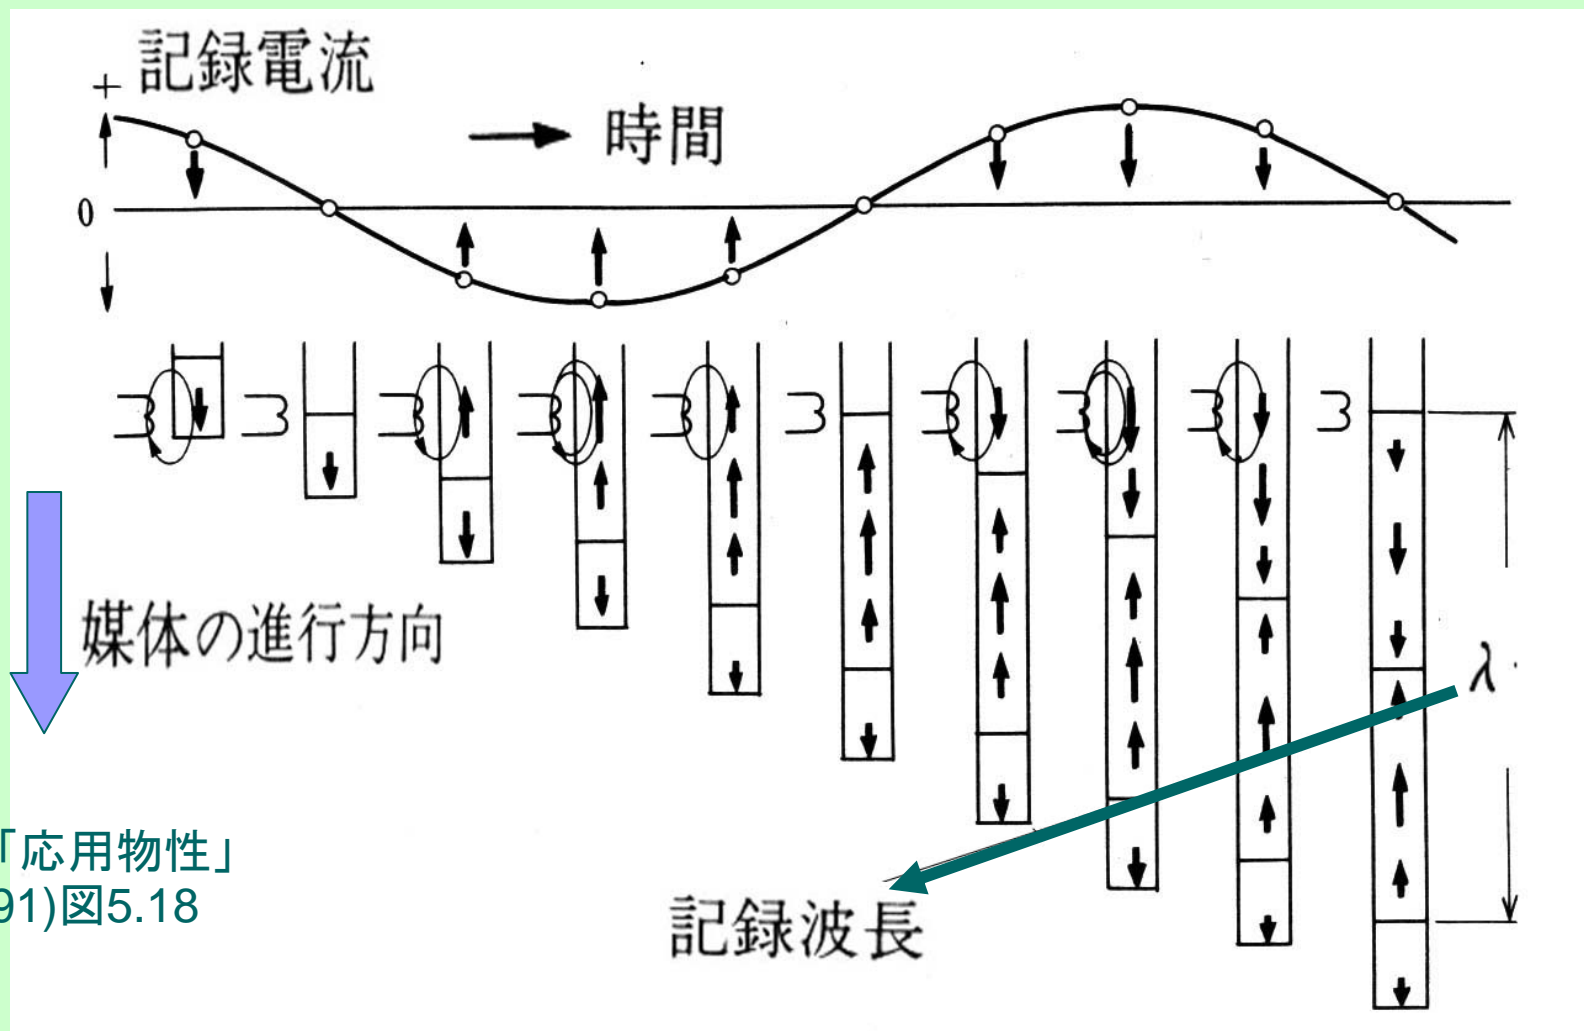 記録電流
+
時間
0
媒体の進行方向
λ
「応用物性」
91)図5.18
記録波長